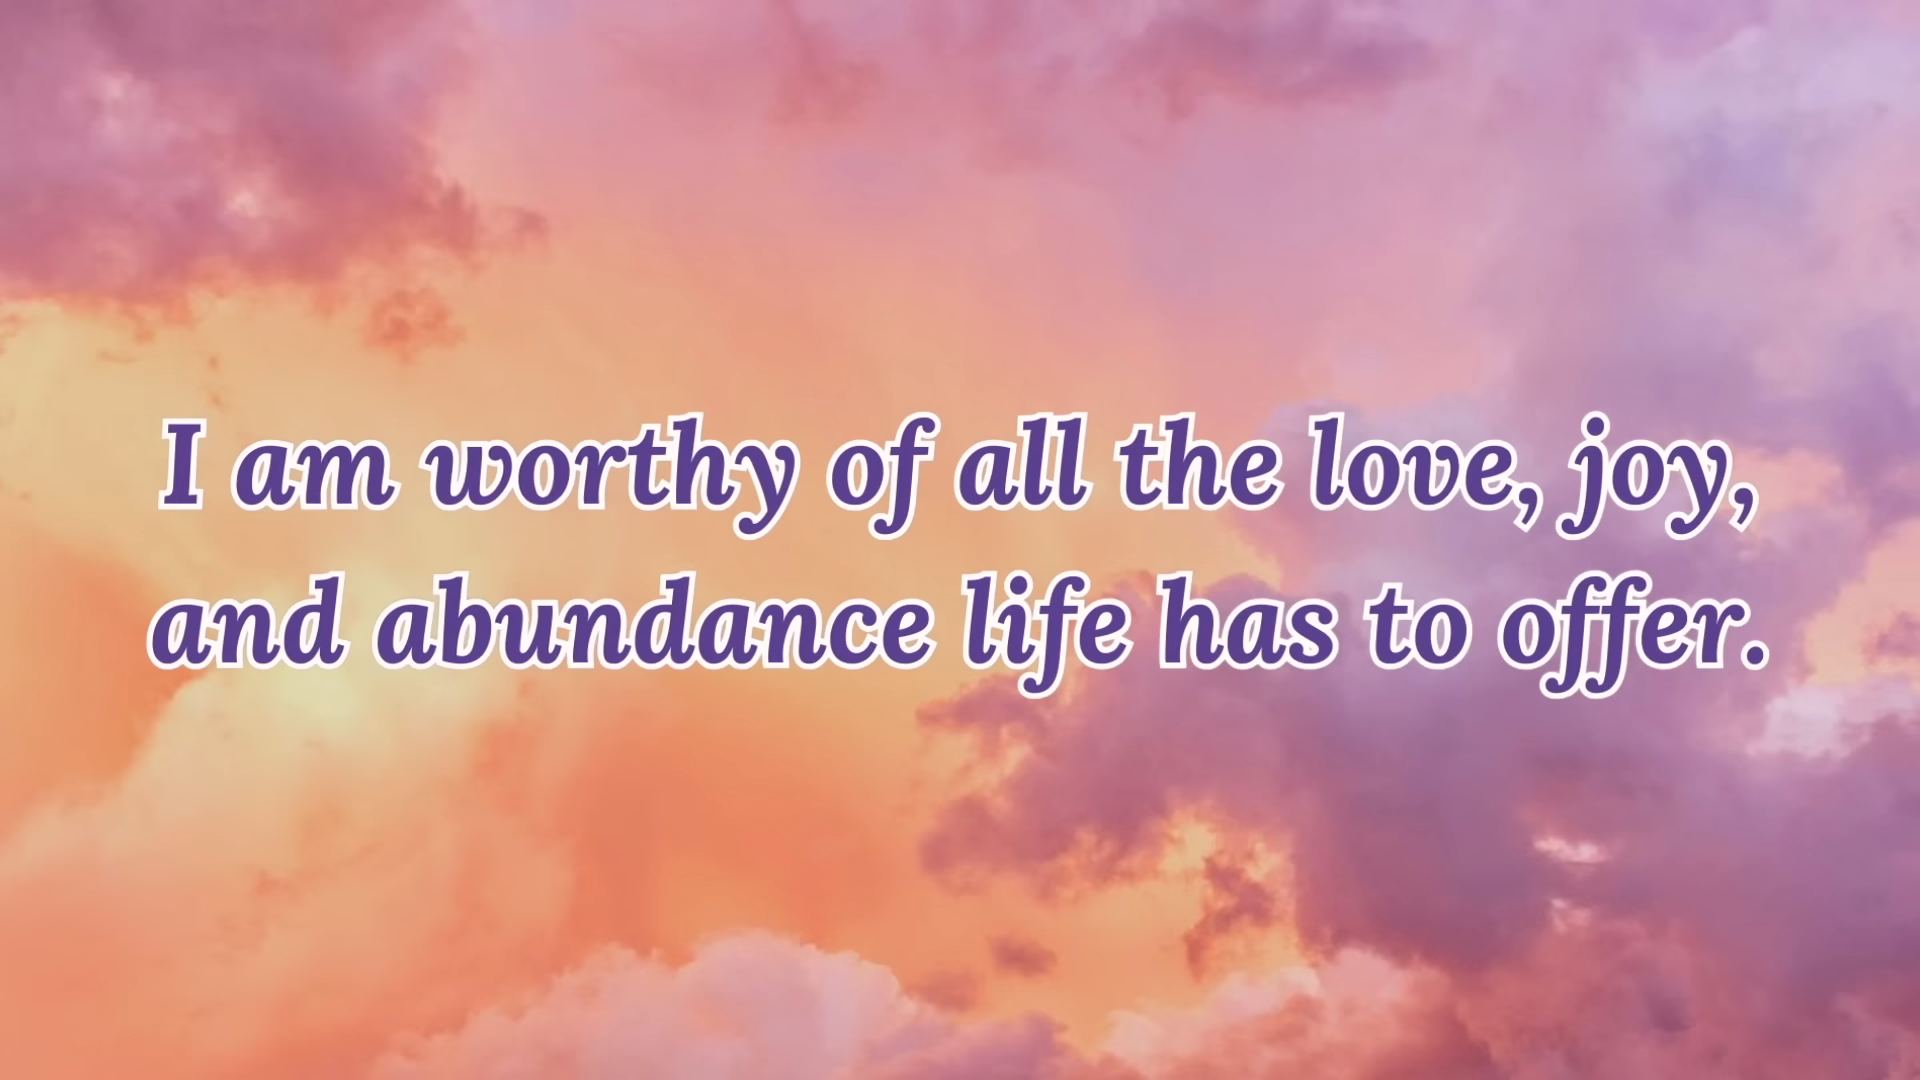 I am worthy of all the love, joy,
and abundance life has to offer.